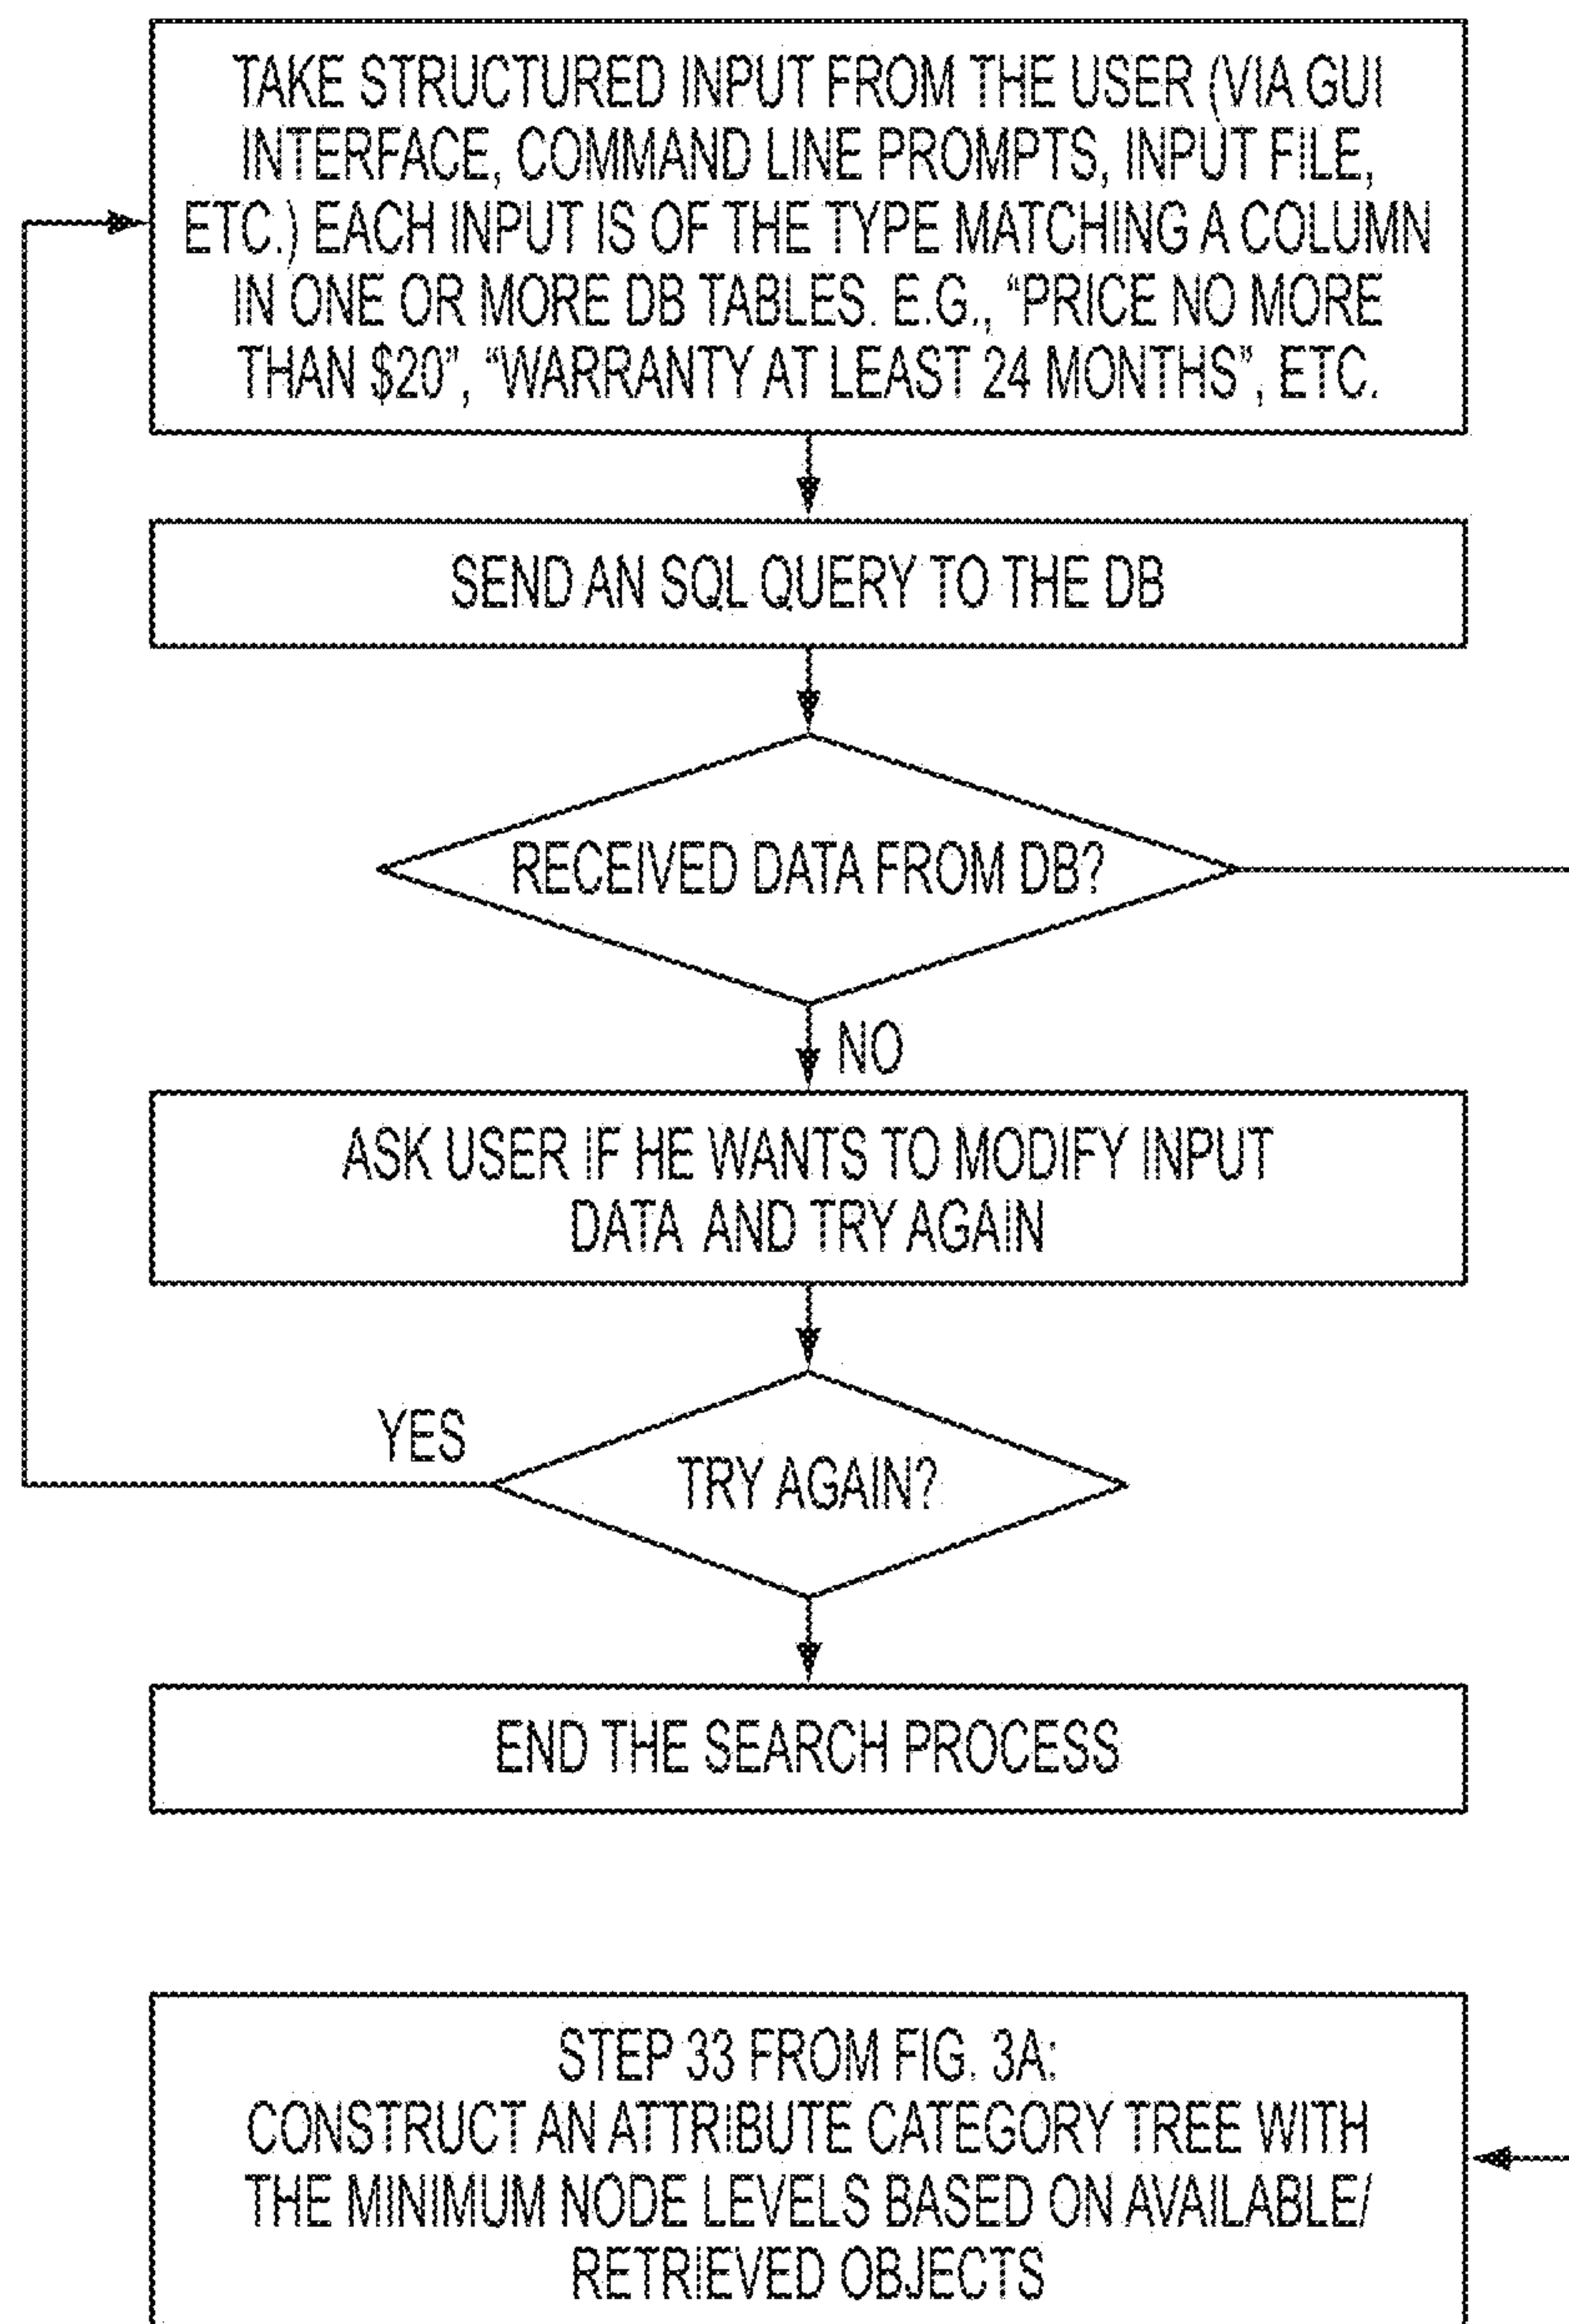 TAKE STRUCTURED INPUT FROM THE USER (VIA GUI
INTERFACE, COMMAND LINE PROMPTS, INPUT FILE,
ETC.) EACH INPUT IS OF THE TYPE MATCHING A COLUMN
IN ONE OR MORE DB TABLES. E.G., “PRICE NO MORE
THAN $20”, “WARRANTY AT LEAST 24 MONTHS”, ETC.
SEND AN SQL QUERY TO THE DB
RECEIVED DATA FROM DB?
NO
ASK USER IF HE WANTS TO MODIFY INPUT
DATA AND TRY AGAIN
YES
TRY AGAIN?
END THE SEARCH PROCESS
STEP 33 FROM FIG. 3A:
CONSTRUCT AN ATTRIBUTE CATEGORY TREE WITH
THE MINIMUM NODE LEVELS BASED ON AVAILABLE/
RETRIEVED OBJECTS